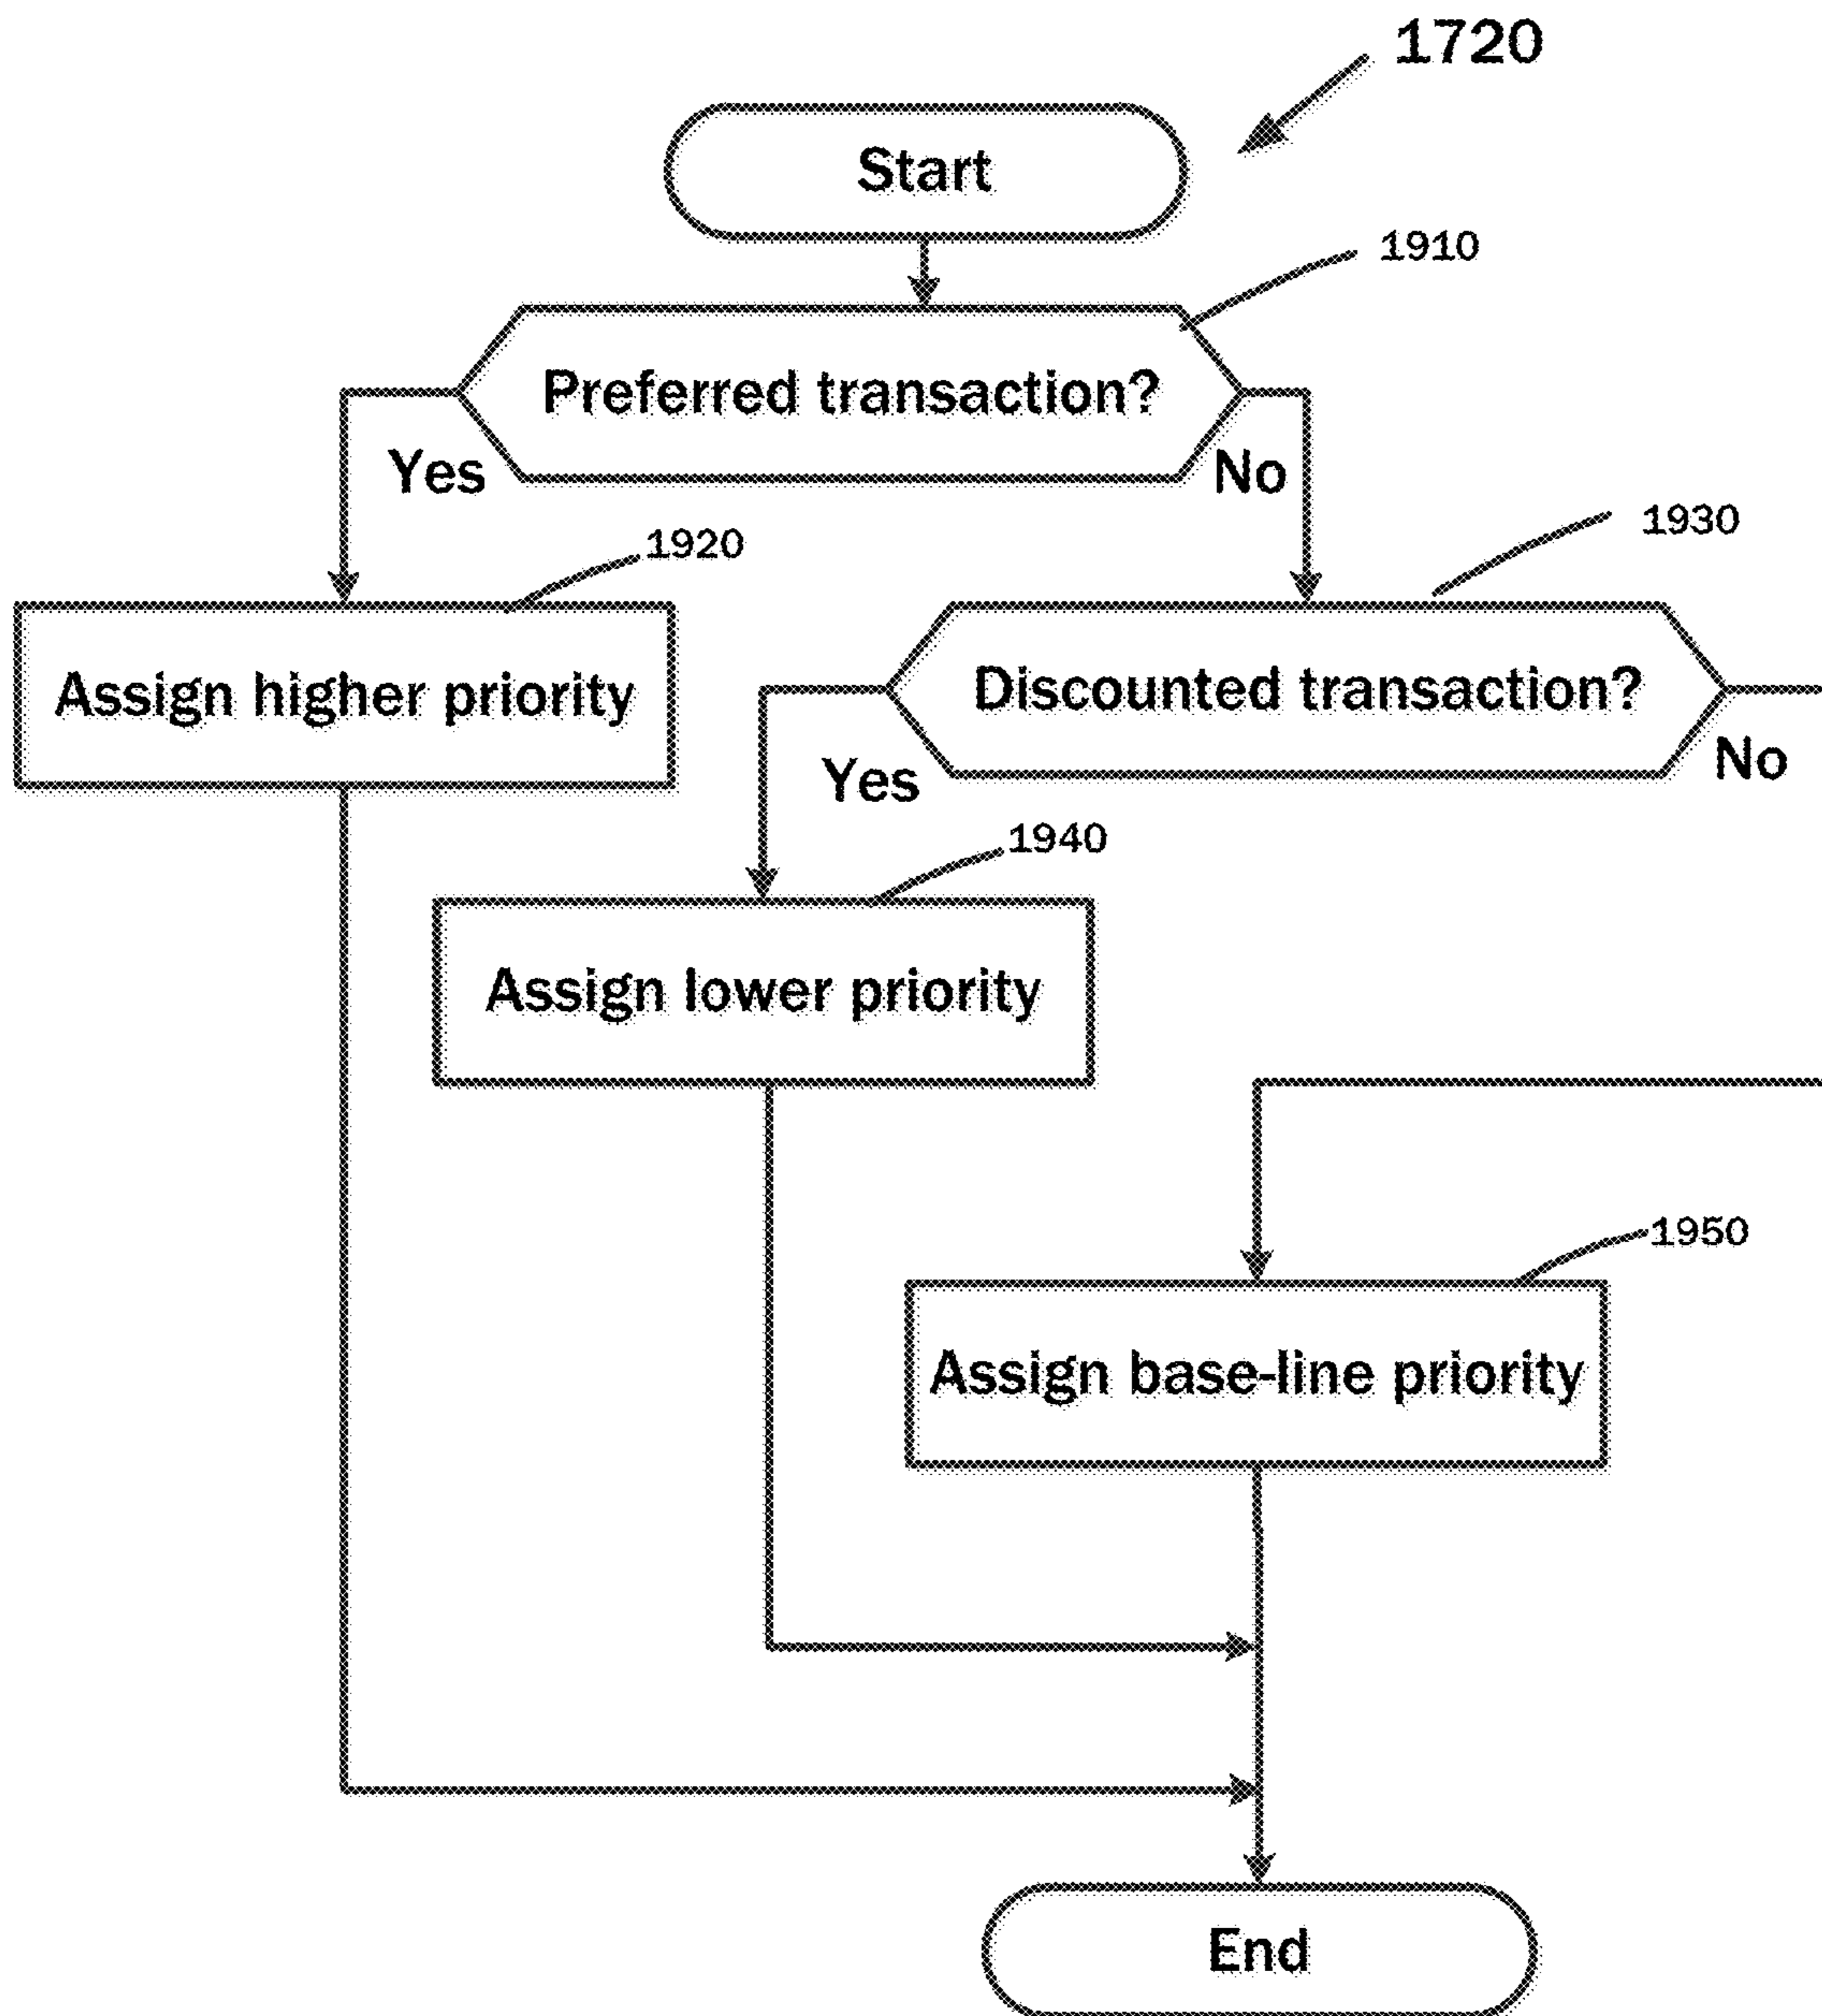 1720
Start
1910
Preferred transaction?
Yes
No
1920
1930
Assign higher priority
Discounted transaction?
Yes
No
1940
Assign lower priority
1950
Assign base-line priority
End